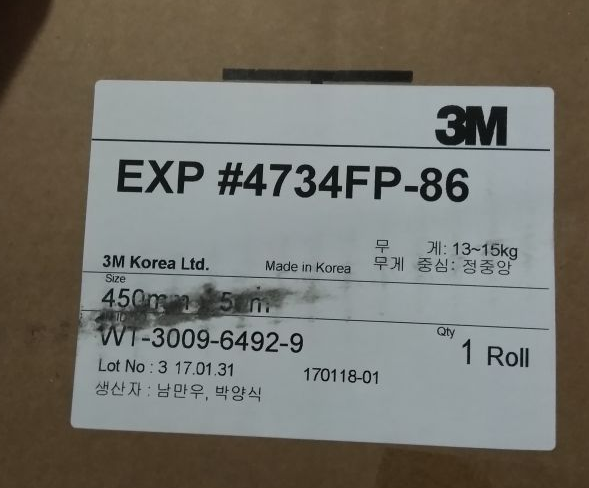 3M
EXP #4734FP-86
무 게: 13~15kg
무게 중심: 정중앙
3M Korea Ltd. Made in Korea
Size
450mm x
WT-3009-6492-9
Qty
1 Roll
Lot No : 3 17.01.31 170118-01
생산자 : 남만우, 박양식